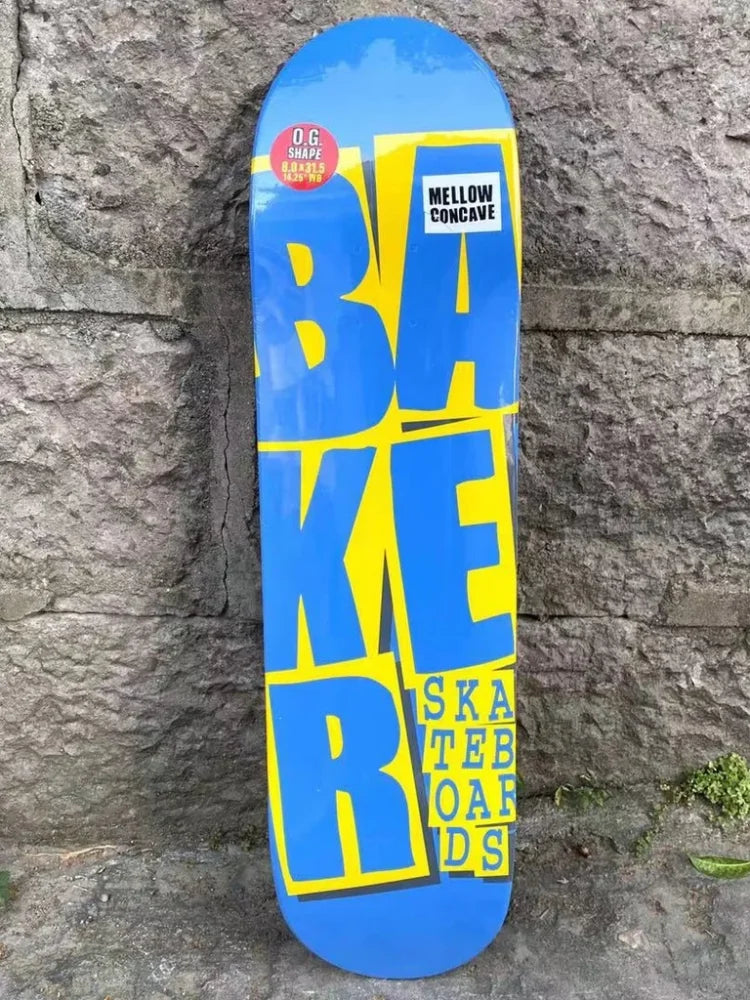 O.G.
SHAPE
8.0 x 31.5
14.25" WB
MELLOW
CONCAVE
BA
KE
R
SKA
TEB
OAR
DS